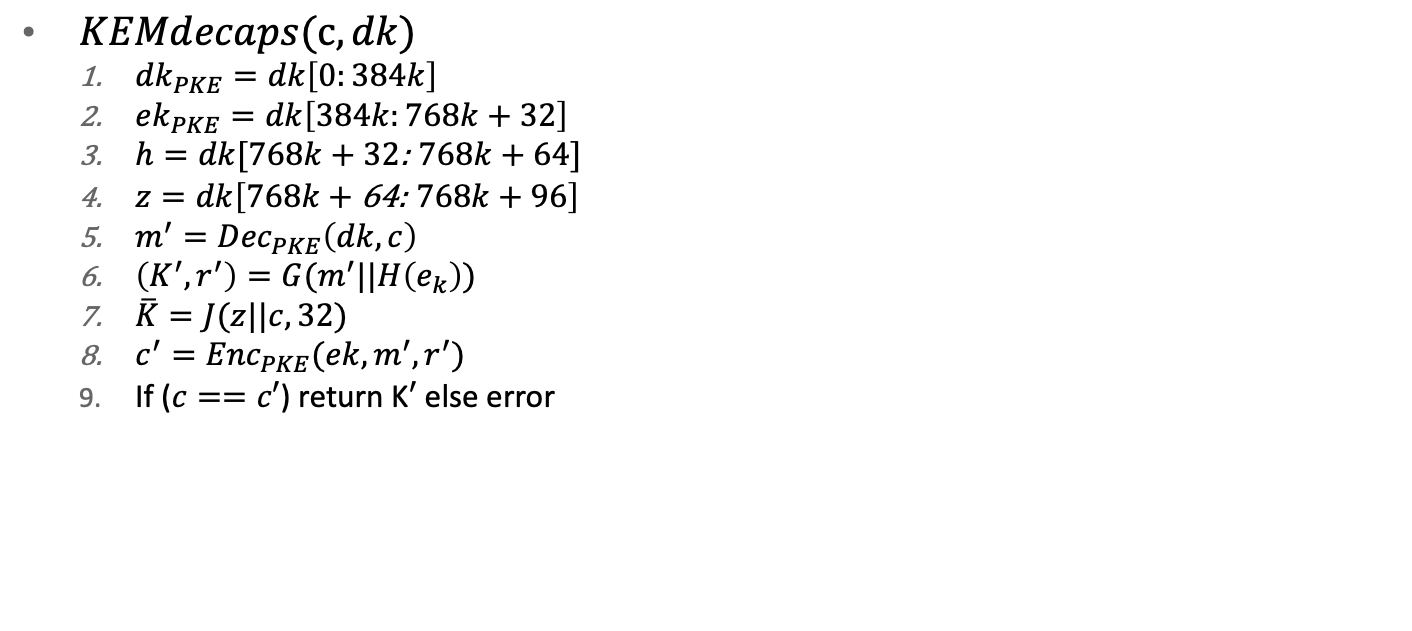 • KEMdecaps(c, dk)
1. dk_PKE = dk[0: 384k]
2. ek_PKE = dk[384k: 768k + 32]
3. h = dk[768k + 32: 768k + 64]
4. z = dk[768k + 64: 768k + 96]
5. m′ = Dec_PKE(dk, c)
6. (K′, r′) = G(m′||H(e_k))
7. K̄ = J(z||c, 32)
8. c′ = Enc_PKE(ek, m′, r′)
9. If (c == c′) return K′ else error